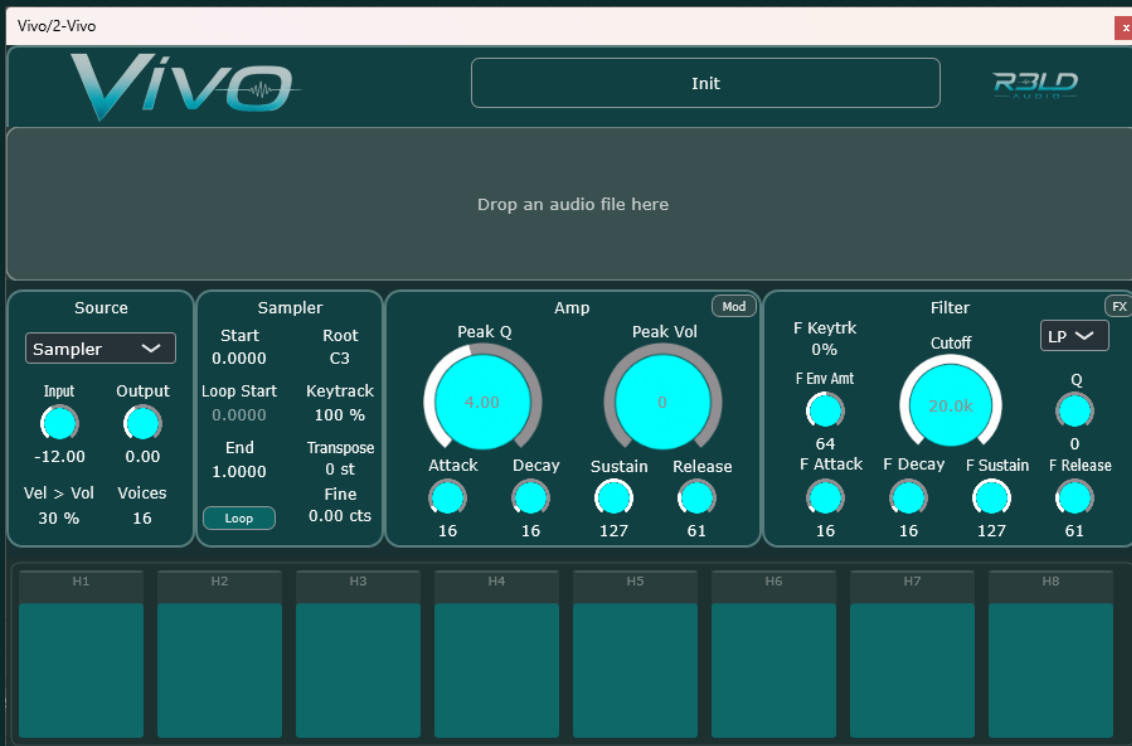 Vivo/2-Vivo
x
Vivo
Init
R3LD
AUDIO
Drop an audio file here
Source
Sampler
Input
Output
-12.00
0.00
Vel > Vol
Voices
30 %
16
Sampler
Start
Root
0.0000
C3
Loop Start
Keytrack
0.0000
100 %
End
Transpose
1.0000
0 st
Fine
Loop
0.00 cts
Amp
Mod
Peak Q
Peak Vol
4.00
0
Attack
Decay
Sustain
Release
16
16
127
61
Filter
FX
F Keytrk
0%
Cutoff
LP
F Env Amt
20.0k
Q
64
0
F Attack
F Decay
F Sustain
F Release
16
16
127
61
H1
H2
H3
H4
H5
H6
H7
H8